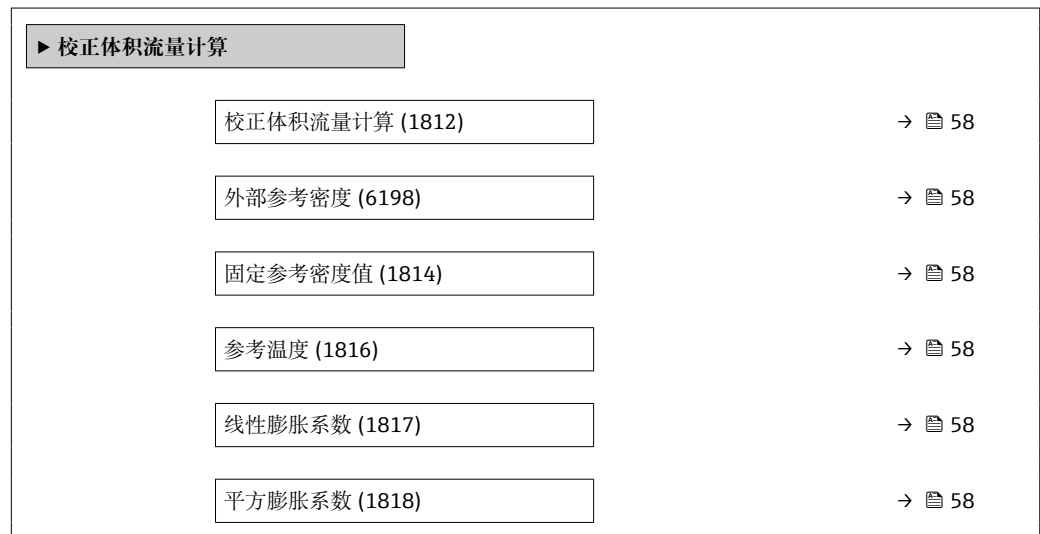 ▶ 校正体积流量计算
校正体积流量计算 (1812) → 58
外部参考密度 (6198) → 58
固定参考密度值 (1814) → 58
参考温度 (1816) → 58
线性膨胀系数 (1817) → 58
平方膨胀系数 (1818) → 58